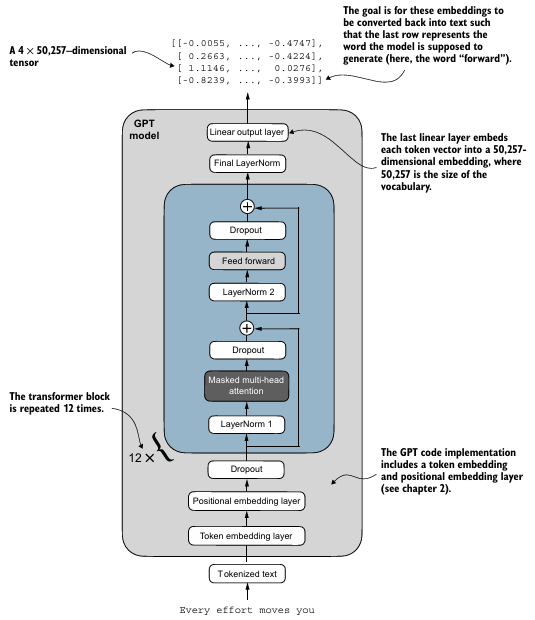 The goal is for these embeddings to
be converted back into text such
that the last row represents the
word the model is supposed to
generate (here, the word “forward”).
A 4 × 50,257–dimensional
tensor
[[-0.0055, ..., -0.4747],
[ 0.2663, ..., -0.4224],
[ 1.1146, ..., 0.0276],
[-0.8239, ..., -0.3993]]
GPT
model
Linear output layer
Final LayerNorm
The last linear layer embeds
each token vector into a 50,257-
dimensional embedding, where
50,257 is the size of the
vocabulary.
Dropout
Feed forward
LayerNorm 2
Dropout
Masked multi-head
attention
LayerNorm 1
The transformer block
is repeated 12 times.
12 ×
Dropout
Positional embedding layer
Token embedding layer
The GPT code implementation
includes a token embedding
and positional embedding layer
(see chapter 2).
Tokenized text
Every effort moves you